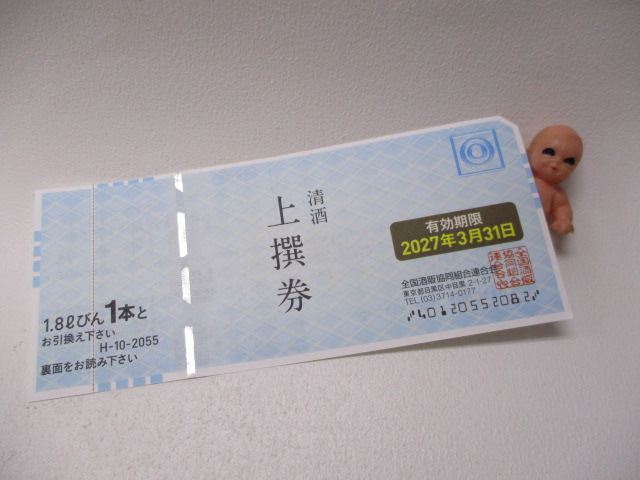 清酒
上撰券
有効期限
2027年3月31日
全国酒販協同組合連合会
東京都目黒区中目黒2-1-27
TEL(03)3714-0177
40120552082
1.8ℓびん1本と
お引換え下さい
H-10-2055
裏面をお読み下さい